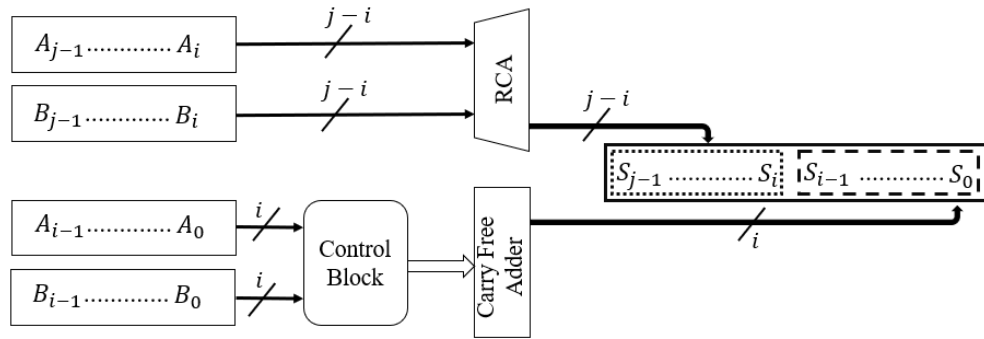 j − i
A_{j−1} ............. A_i
j − i
B_{j−1} ............. B_i
RCA
j − i
S_{j−1} .............. S_i
S_{i−1} ............. S_0
i
A_{i−1} ............. A_0
i
B_{i−1} ............. B_0
Control
Block
Carry Free
Adder
i